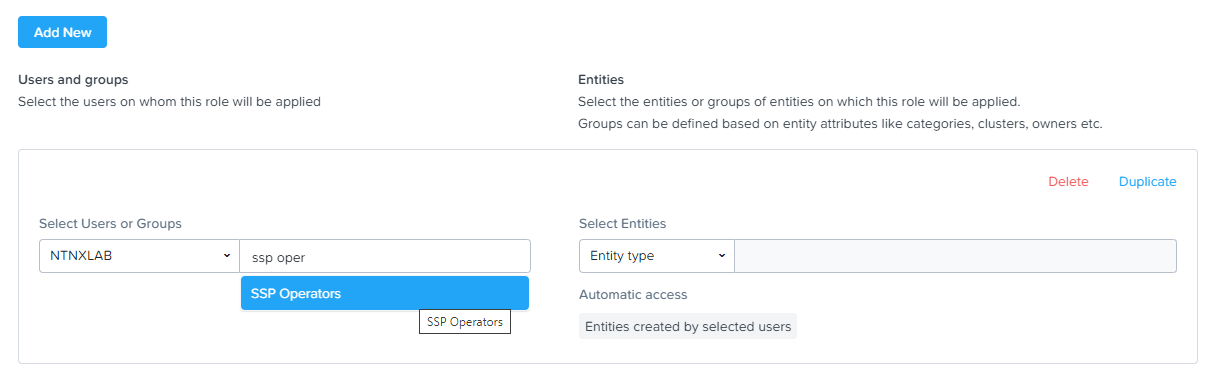 Add New
Users and groups
Select the users on whom this role will be applied
Entities
Select the entities or groups of entities on which this role will be applied.
Groups can be defined based on entity attributes like categories, clusters, owners etc.
Delete
Duplicate
Select Users or Groups
NTNXLAB
ssp oper
SSP Operators
SSP Operators
Select Entities
Entity type
Automatic access
Entities created by selected users